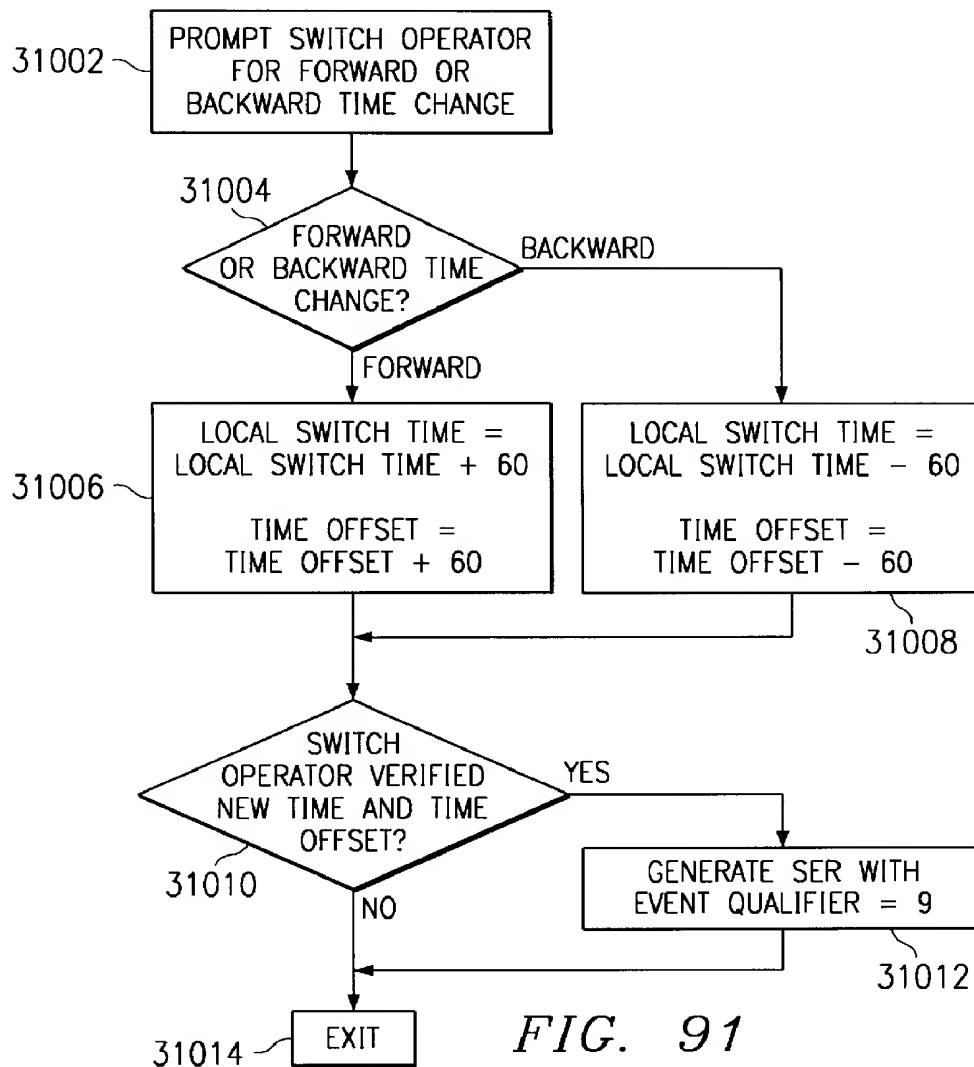 31002
PROMPT SWITCH OPERATOR
FOR FORWARD OR
BACKWARD TIME CHANGE
31004
FORWARD
OR BACKWARD TIME
CHANGE?
BACKWARD
FORWARD
31006
LOCAL SWITCH TIME =
LOCAL SWITCH TIME + 60
TIME OFFSET =
TIME OFFSET + 60
LOCAL SWITCH TIME =
LOCAL SWITCH TIME - 60
TIME OFFSET =
TIME OFFSET - 60
31008
SWITCH
OPERATOR VERIFIED
NEW TIME AND TIME
OFFSET?
31010
YES
NO
GENERATE SER WITH
EVENT QUALIFIER = 9
31012
31014
EXIT
FIG. 91